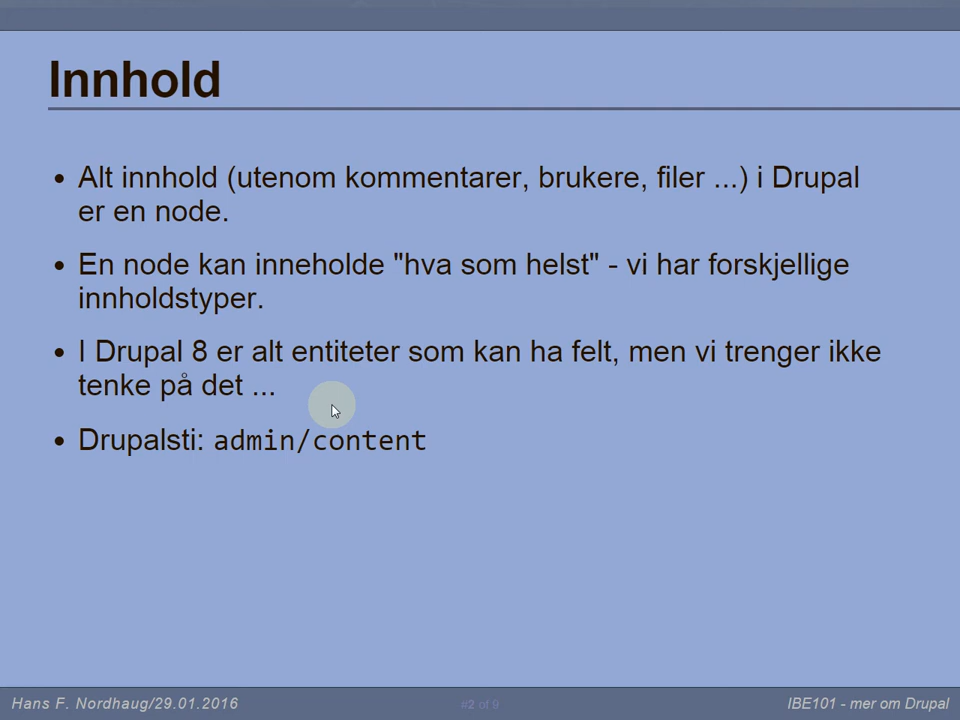 Innhold
• Alt innhold (utenom kommentarer, brukere, filer ...) i Drupal
er en node.
• En node kan inneholde "hva som helst" - vi har forskjellige
innholdstyper.
• I Drupal 8 er alt entiteter som kan ha felt, men vi trenger ikke
tenke på det ...
• Drupalsti: admin/content
Hans F. Nordhaug/29.01.2016
#2 of 9
IBE101 - mer om Drupal